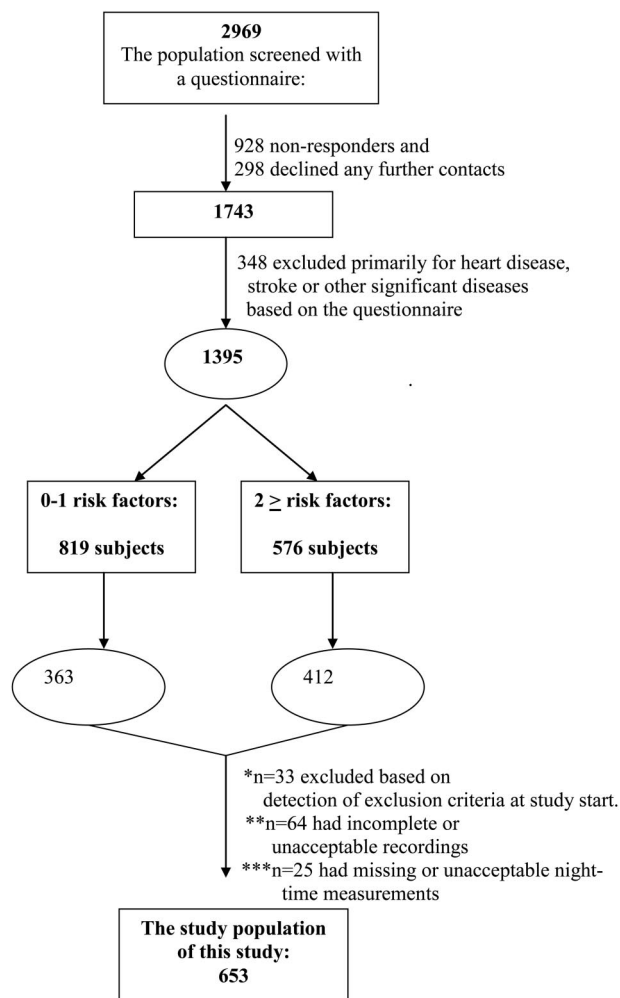 2969
The population screened with
a questionnaire:
928 non-responders and
298 declined any further contacts
1743
348 excluded primarily for heart disease,
stroke or other significant diseases
based on the questionnaire
1395
.
0-1 risk factors:
819 subjects
2 ≥ risk factors:
576 subjects
363
412
*n=33 excluded based on
detection of exclusion criteria at study start.
**n=64 had incomplete or
unacceptable recordings
***n=25 had missing or unacceptable night-
time measurements
The study population
of this study:
653